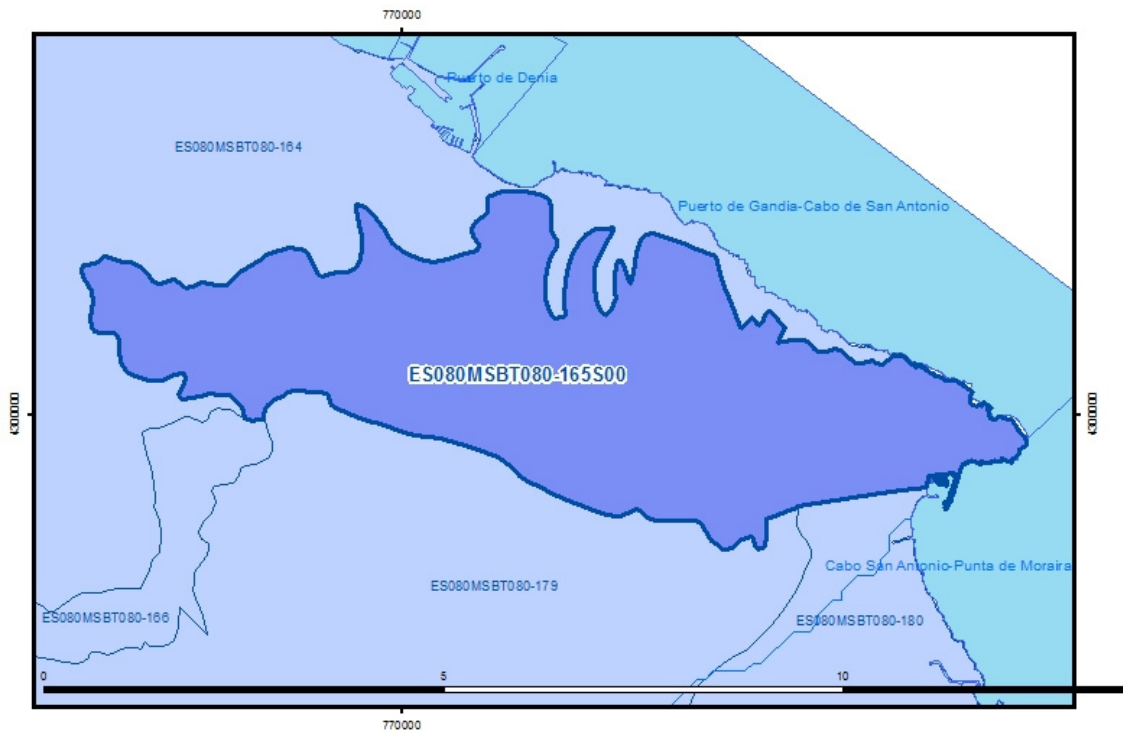 770000
Puerto de Denia
ES080MSBT080-164
Puerto de Gandia-Cabo de San Antonio
ES080MSBT080-165S00
4300000
4300000
Cabo San Antonio-Punta de Moraira
ES080MSBT080-179
ES080MSBT080-166
ES080MSBT080-180
0
5
10
770000